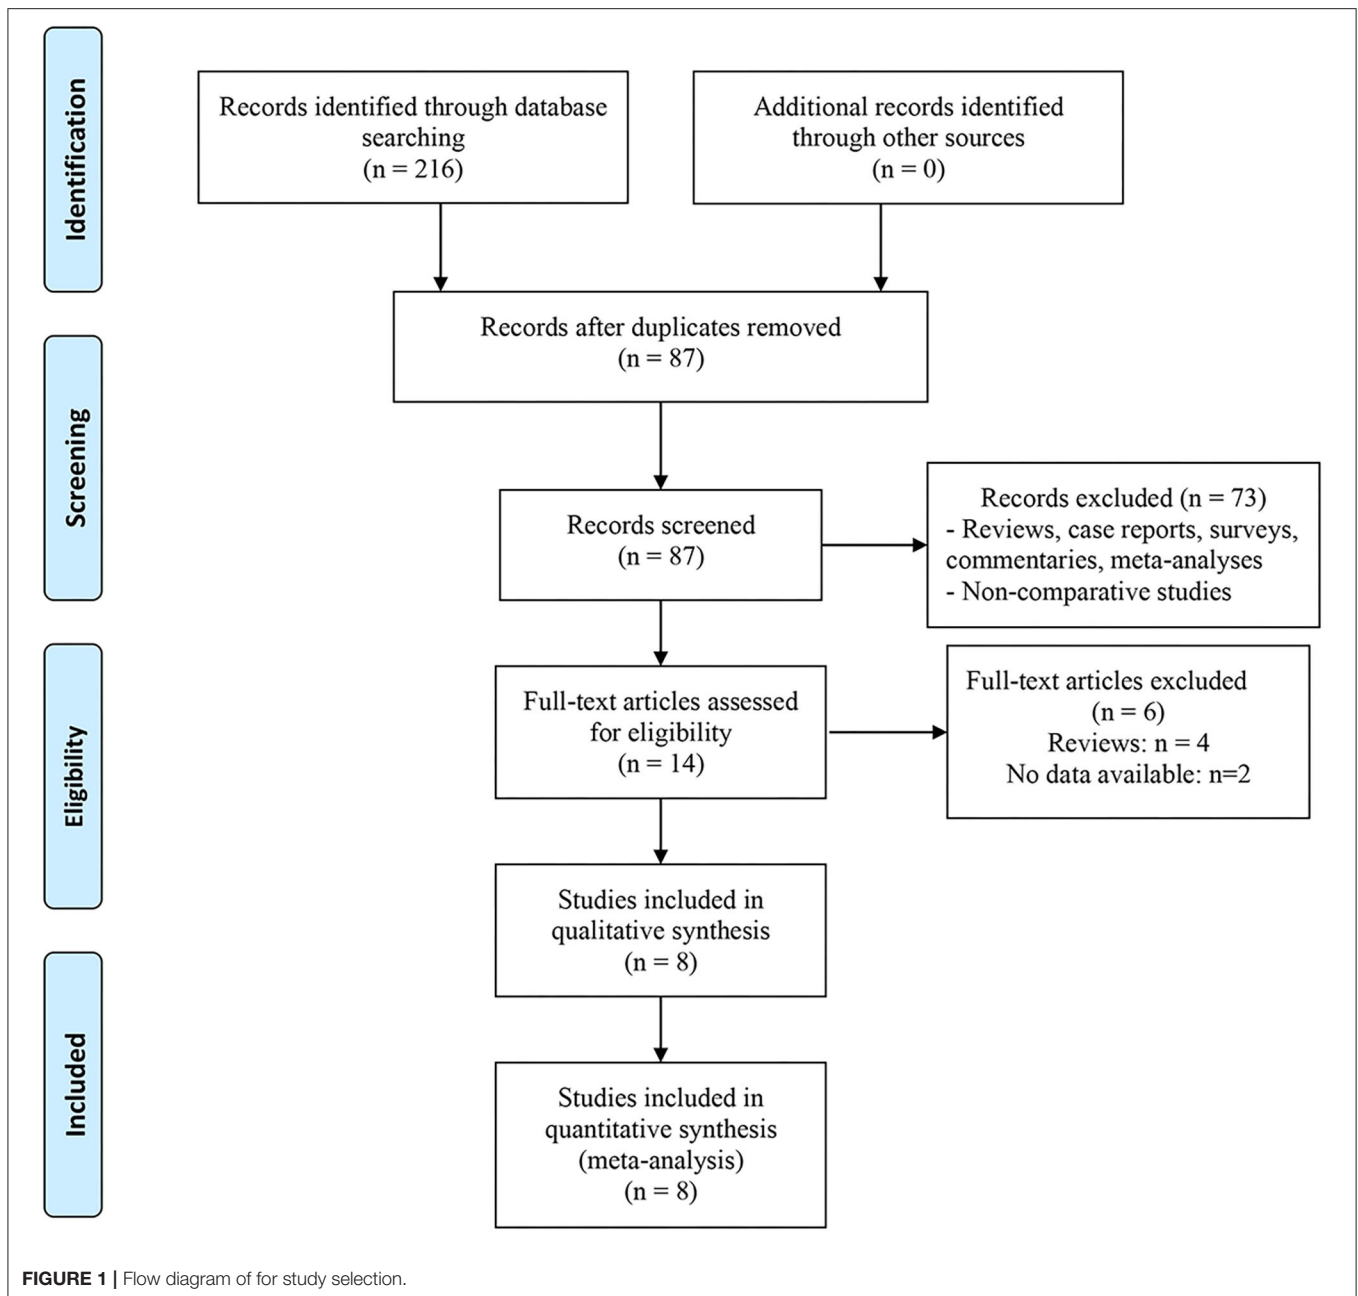 Identification
Records identified through database
searching
(n = 216)
Additional records identified
through other sources
(n = 0)
Records after duplicates removed
(n = 87)
Screening
Records screened
(n = 87)
Records excluded (n = 73)
- Reviews, case reports, surveys,
commentaries, meta-analyses
- Non-comparative studies
Eligibility
Full-text articles assessed
for eligibility
(n = 14)
Full-text articles excluded
(n = 6)
Reviews: n = 4
No data available: n=2
Studies included in
qualitative synthesis
(n = 8)
Included
Studies included in
quantitative synthesis
(meta-analysis)
(n = 8)
FIGURE 1 | Flow diagram of for study selection.